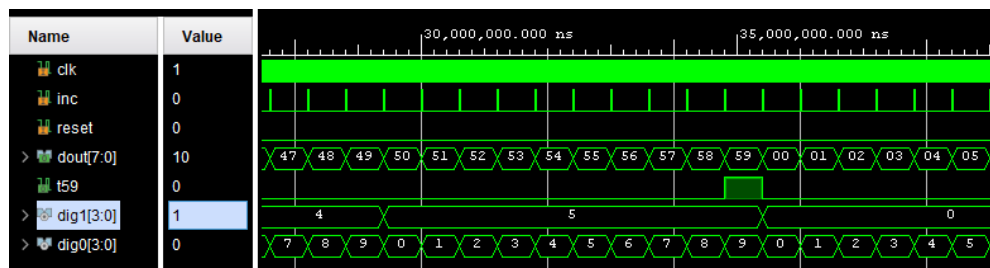 Name Value
30,000,000.000 ns 35,000,000.000 ns
clk 1
inc 0
reset 0
dout[7:0] 10 47 48 49 50 51 52 53 54 55 56 57 58 59 00 01 02 03 04 05
t59 0
dig1[3:0] 1 4 5 0
dig0[3:0] 0 7 8 9 0 1 2 3 4 5 6 7 8 9 0 1 2 3 4 5